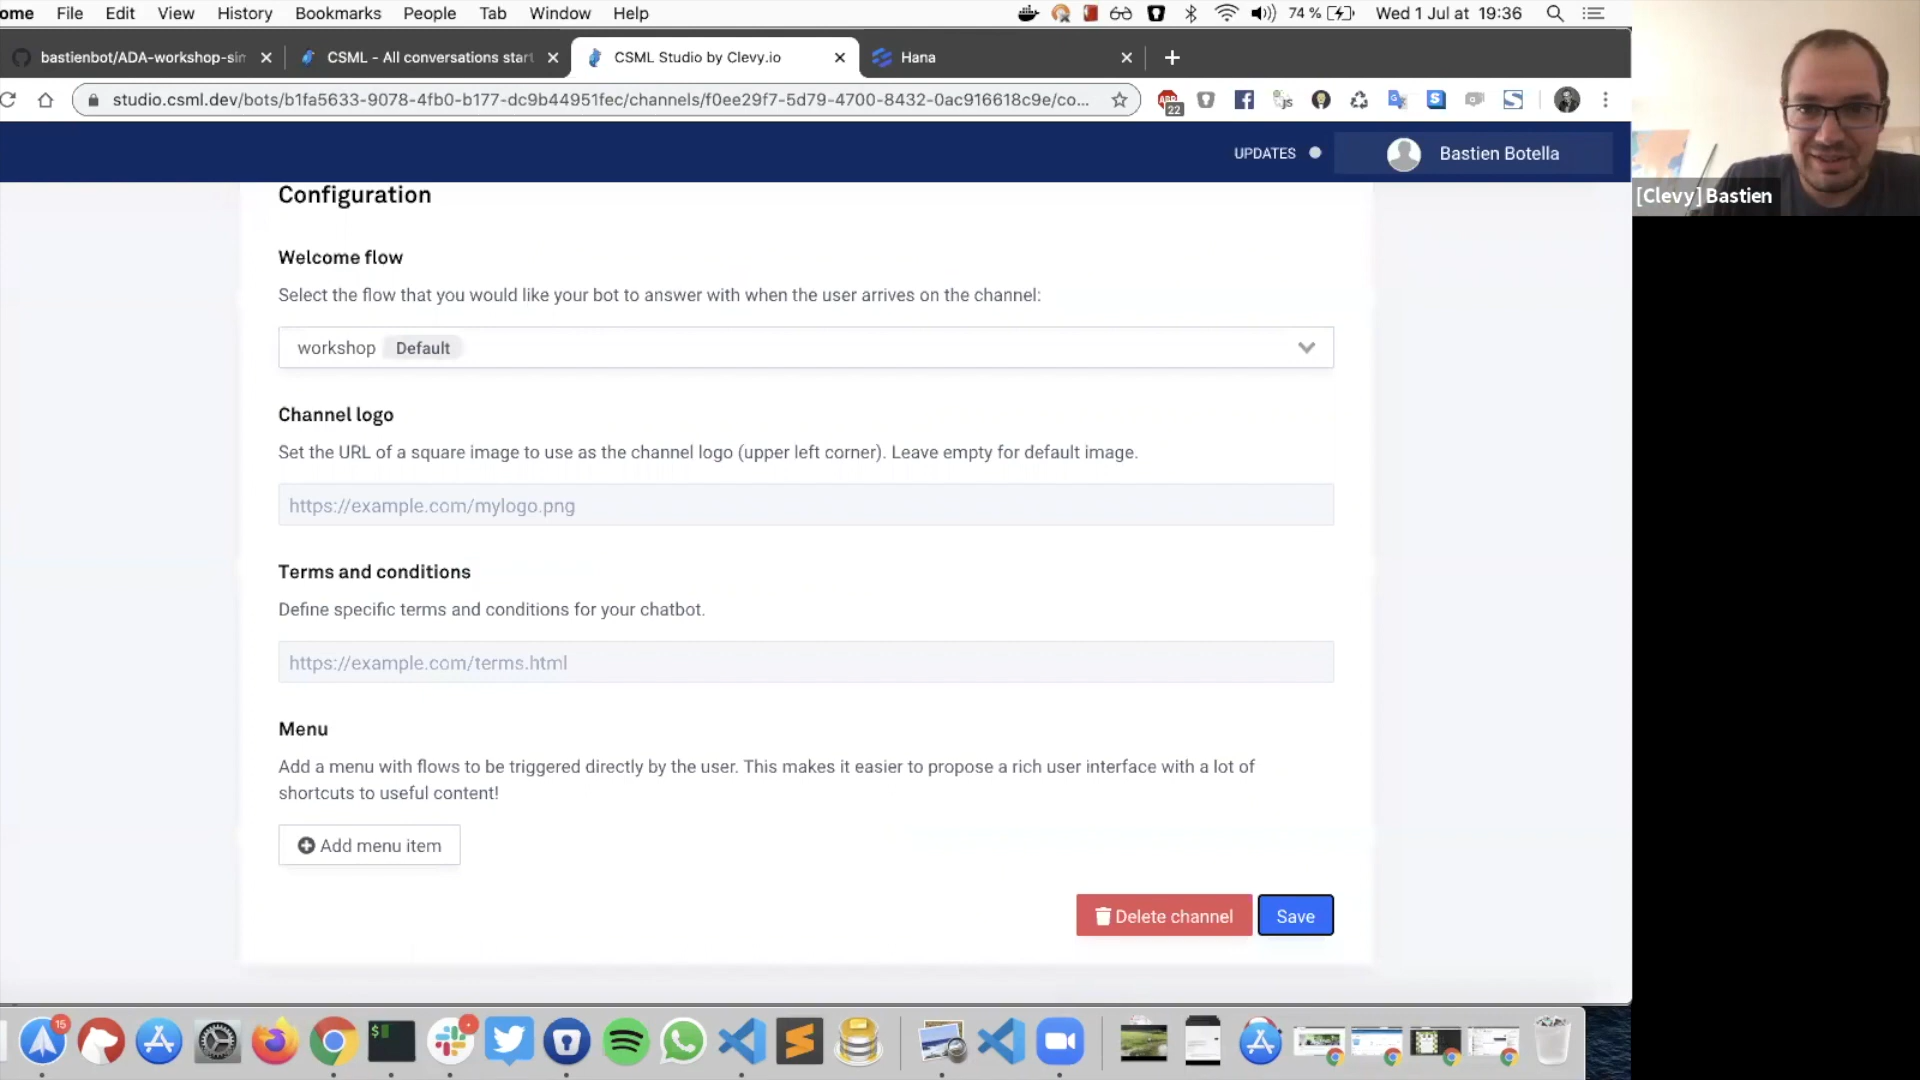 ome File Edit View History Bookmarks People Tab Window Help 74 % Wed 1 Jul at 19:36
bastienbot/ADA-workshop-sim CSML - All conversations start CSML Studio by Clevy.io Hana
studio.csml.dev/bots/b1fa5633-9078-4fb0-b177-dc9b44951fec/channels/f0ee29f7-5d79-4700-8432-0ac916618c9e/co... 22
UPDATES Bastien Botella
[Clevy] Bastien
Configuration
Welcome flow
Select the flow that you would like your bot to answer with when the user arrives on the channel:
workshop Default
Channel logo
Set the URL of a square image to use as the channel logo (upper left corner). Leave empty for default image.
https://example.com/mylogo.png
Terms and conditions
Define specific terms and conditions for your chatbot.
https://example.com/terms.html
Menu
Add a menu with flows to be triggered directly by the user. This makes it easier to propose a rich user interface with a lot of
shortcuts to useful content!
Add menu item
Delete channel Save
15